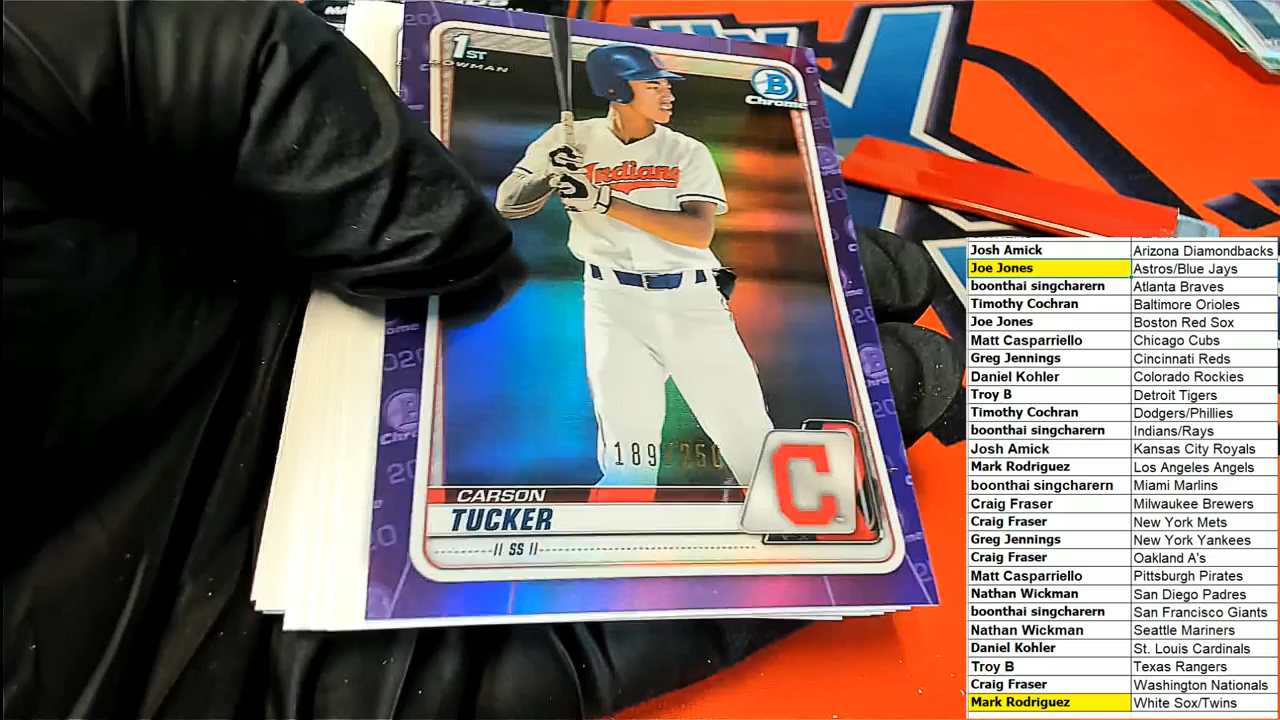 1ST
BOWMAN
B
Chrome
Indians
189/250
C
CARSON
TUCKER
II SS II
Josh Amick Arizona Diamondbacks
Joe Jones Astros/Blue Jays
boonthai singcharern Atlanta Braves
Timothy Cochran Baltimore Orioles
Joe Jones Boston Red Sox
Matt Casparriello Chicago Cubs
Greg Jennings Cincinnati Reds
Daniel Kohler Colorado Rockies
Troy B Detroit Tigers
Timothy Cochran Dodgers/Phillies
boonthai singcharern Indians/Rays
Josh Amick Kansas City Royals
Mark Rodriguez Los Angeles Angels
boonthai singcharern Miami Marlins
Craig Fraser Milwaukee Brewers
Craig Fraser New York Mets
Greg Jennings New York Yankees
Craig Fraser Oakland A's
Matt Casparriello Pittsburgh Pirates
Nathan Wickman San Diego Padres
boonthai singcharern San Francisco Giants
Nathan Wickman Seattle Mariners
Daniel Kohler St. Louis Cardinals
Troy B Texas Rangers
Craig Fraser Washington Nationals
Mark Rodriguez White Sox/Twins